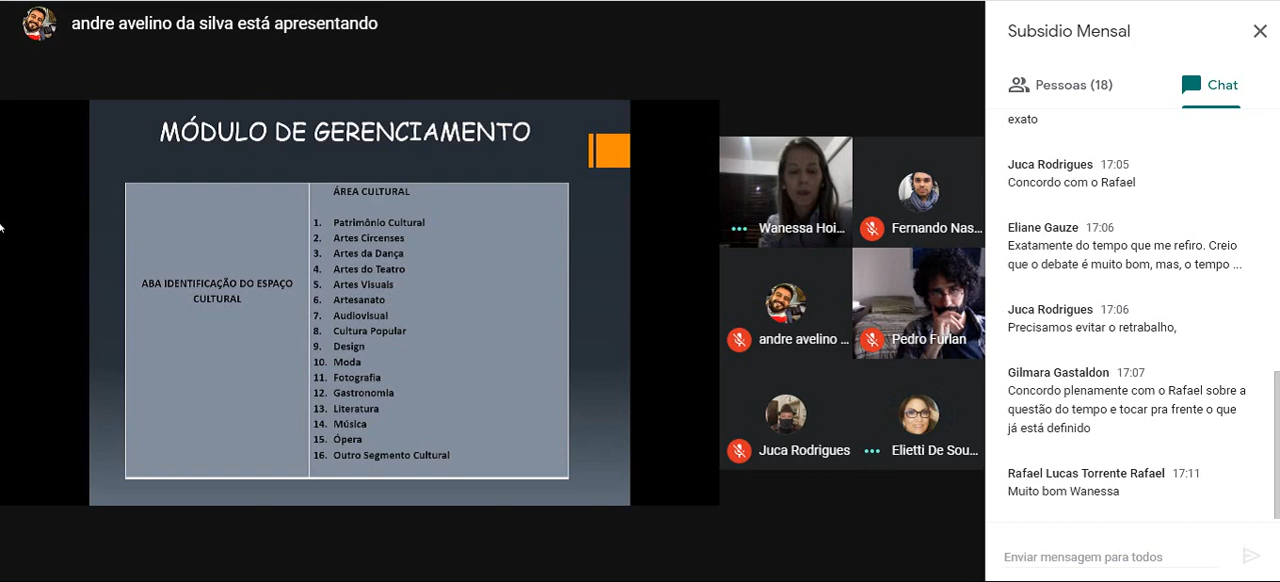 andre avelino da silva está apresentando
MÓDULO DE GERENCIAMENTO
ABA IDENTIFICAÇÃO DO ESPAÇO
CULTURAL
ÁREA CULTURAL
1. Patrimônio Cultural
2. Artes Circenses
3. Artes da Dança
4. Artes do Teatro
5. Artes Visuais
6. Artesanato
7. Audiovisual
8. Cultura Popular
9. Design
10. Moda
11. Fotografia
12. Gastronomia
13. Literatura
14. Música
15. Ópera
16. Outro Segmento Cultural
Wanessa Hoi...
Fernando Nas...
andre avelino ...
Pedro Furlan
Juca Rodrigues
Elietti De Sou...
Subsidio Mensal
Pessoas (18)
Chat
exato
Juca Rodrigues 17:05
Concordo com o Rafael
Eliane Gauze 17:06
Exatamente do tempo que me refiro. Creio
que o debate é muito bom, mas, o tempo ...
Juca Rodrigues 17:06
Precisamos evitar o retrabalho,
Gilmara Gastaldon 17:07
Concordo plenamente com o Rafael sobre a
questão do tempo e tocar pra frente o que
já está definido
Rafael Lucas Torrente Rafael 17:11
Muito bom Wanessa
Enviar mensagem para todos